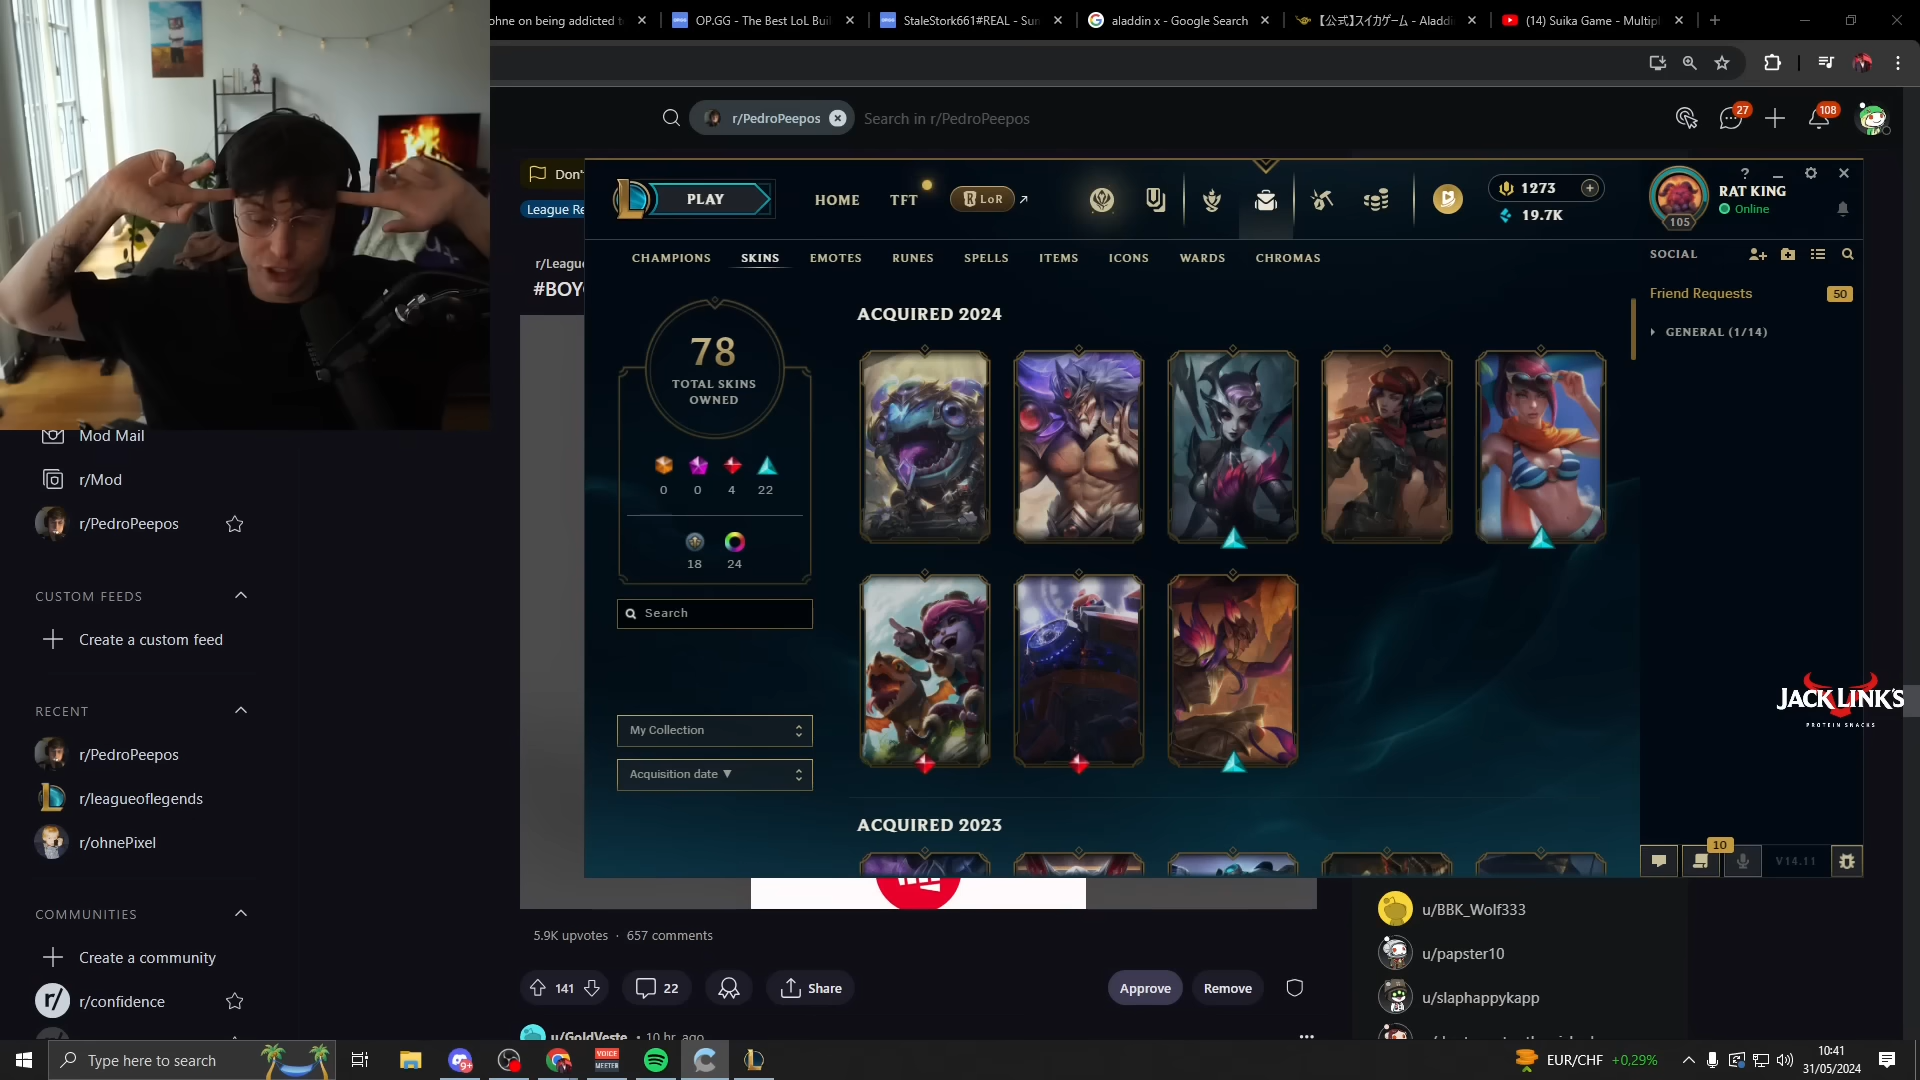 ohne on being addicted t
OP.GG - The Best LoL Buil
StaleStork661#REAL - Sum
aladdin x - Google Search
【公式】スイカゲーム - Aladdi
(14) Suika Game - Multipl
r/PedroPeepos
Search in r/PedroPeepos
27
108
Don'
League Re
r/Leagu
#BOY
PLAY
HOME
TFT
LoR
1273
19.7K
RAT KING
Online
105
CHAMPIONS
SKINS
EMOTES
RUNES
SPELLS
ITEMS
ICONS
WARDS
CHROMAS
SOCIAL
Friend Requests
50
GENERAL (1/14)
78
TOTAL SKINS
OWNED
0 0 4 22
18 24
Search
My Collection
Acquisition date ▼
ACQUIRED 2024
ACQUIRED 2023
10
V14.11
JACK LINK'S
PROTEIN SNACKS
Mod Mail
r/Mod
r/PedroPeepos
CUSTOM FEEDS
Create a custom feed
RECENT
r/PedroPeepos
r/leagueoflegends
r/ohnePixel
COMMUNITIES
Create a community
r/confidence
5.9K upvotes · 657 comments
141
22
Share
Approve
Remove
u/GoldVeste • 10 hr. ago
u/BBK_Wolf333
u/papster10
u/slaphappykapp
Type here to search
9+
VOICE
MEETER
EUR/CHF +0,29%
10:41
31/05/2024